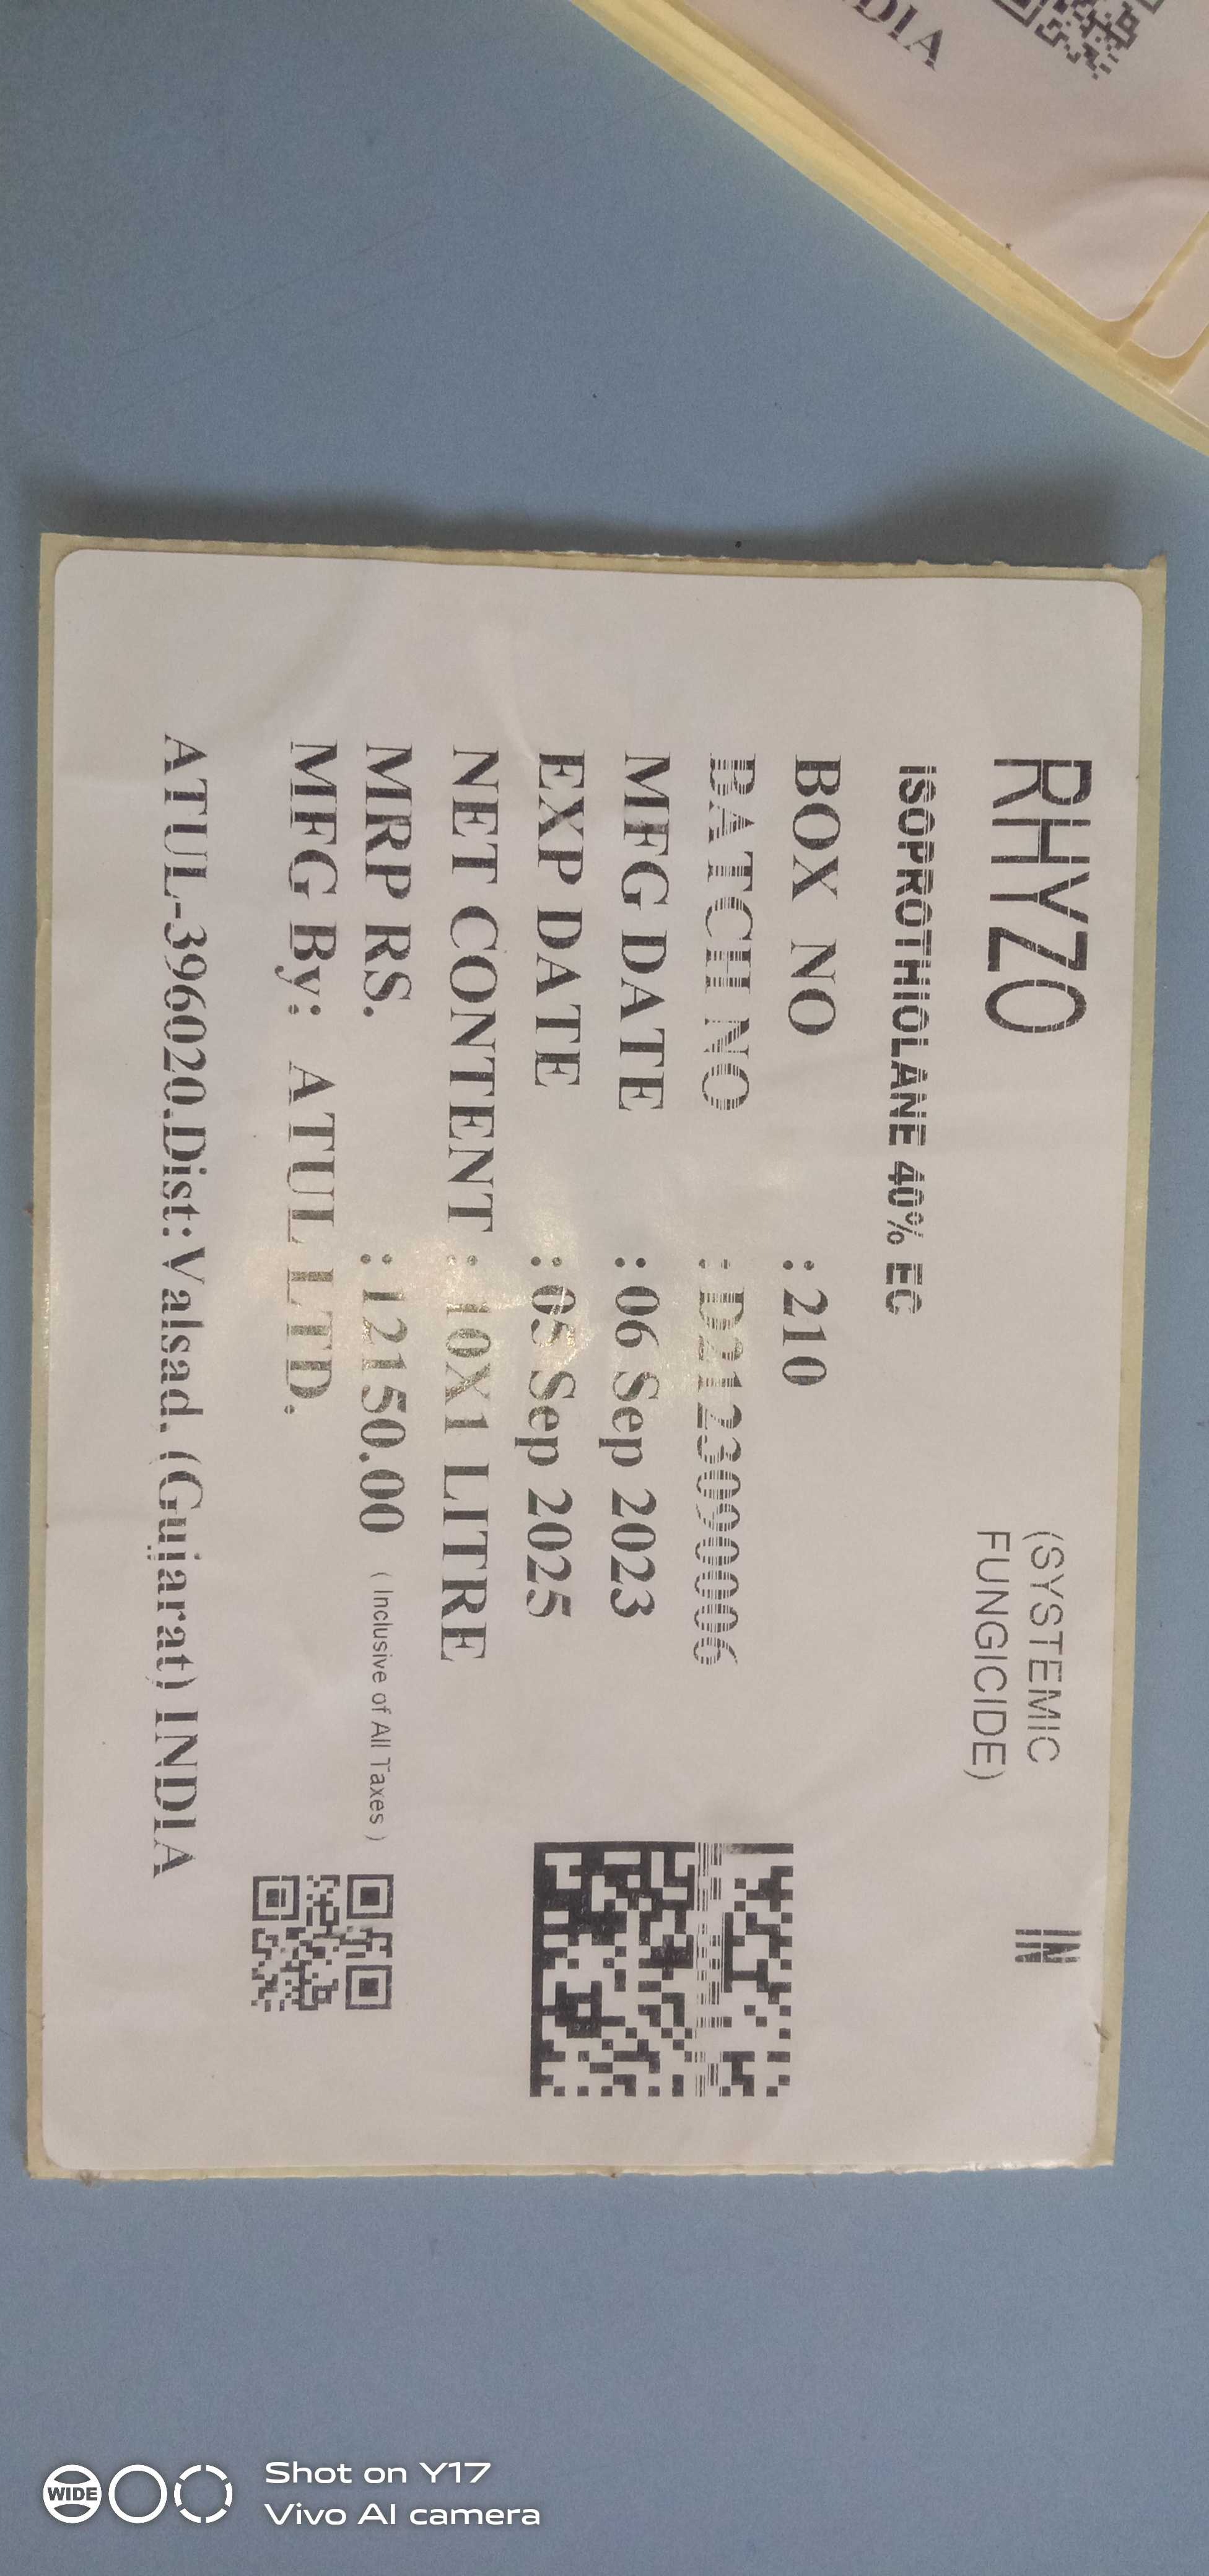 DIA
RHYZO
(SYSTEMIC
FUNGICIDE)
IN
ISOPROTHIOLANE 40% EC
BOX NO :210
BATCH NO :D2123090006
MFG DATE :06 Sep 2023
EXP DATE :05 Sep 2025
NET CONTENT : 10X1 LITRE
MRP RS. :12150.00 ( Inclusive of All Taxes )
MFG By: ATUL LTD.
ATUL-396020.Dist:Valsad. (Gujarat) INDIA
WIDE
Shot on Y17
Vivo AI camera